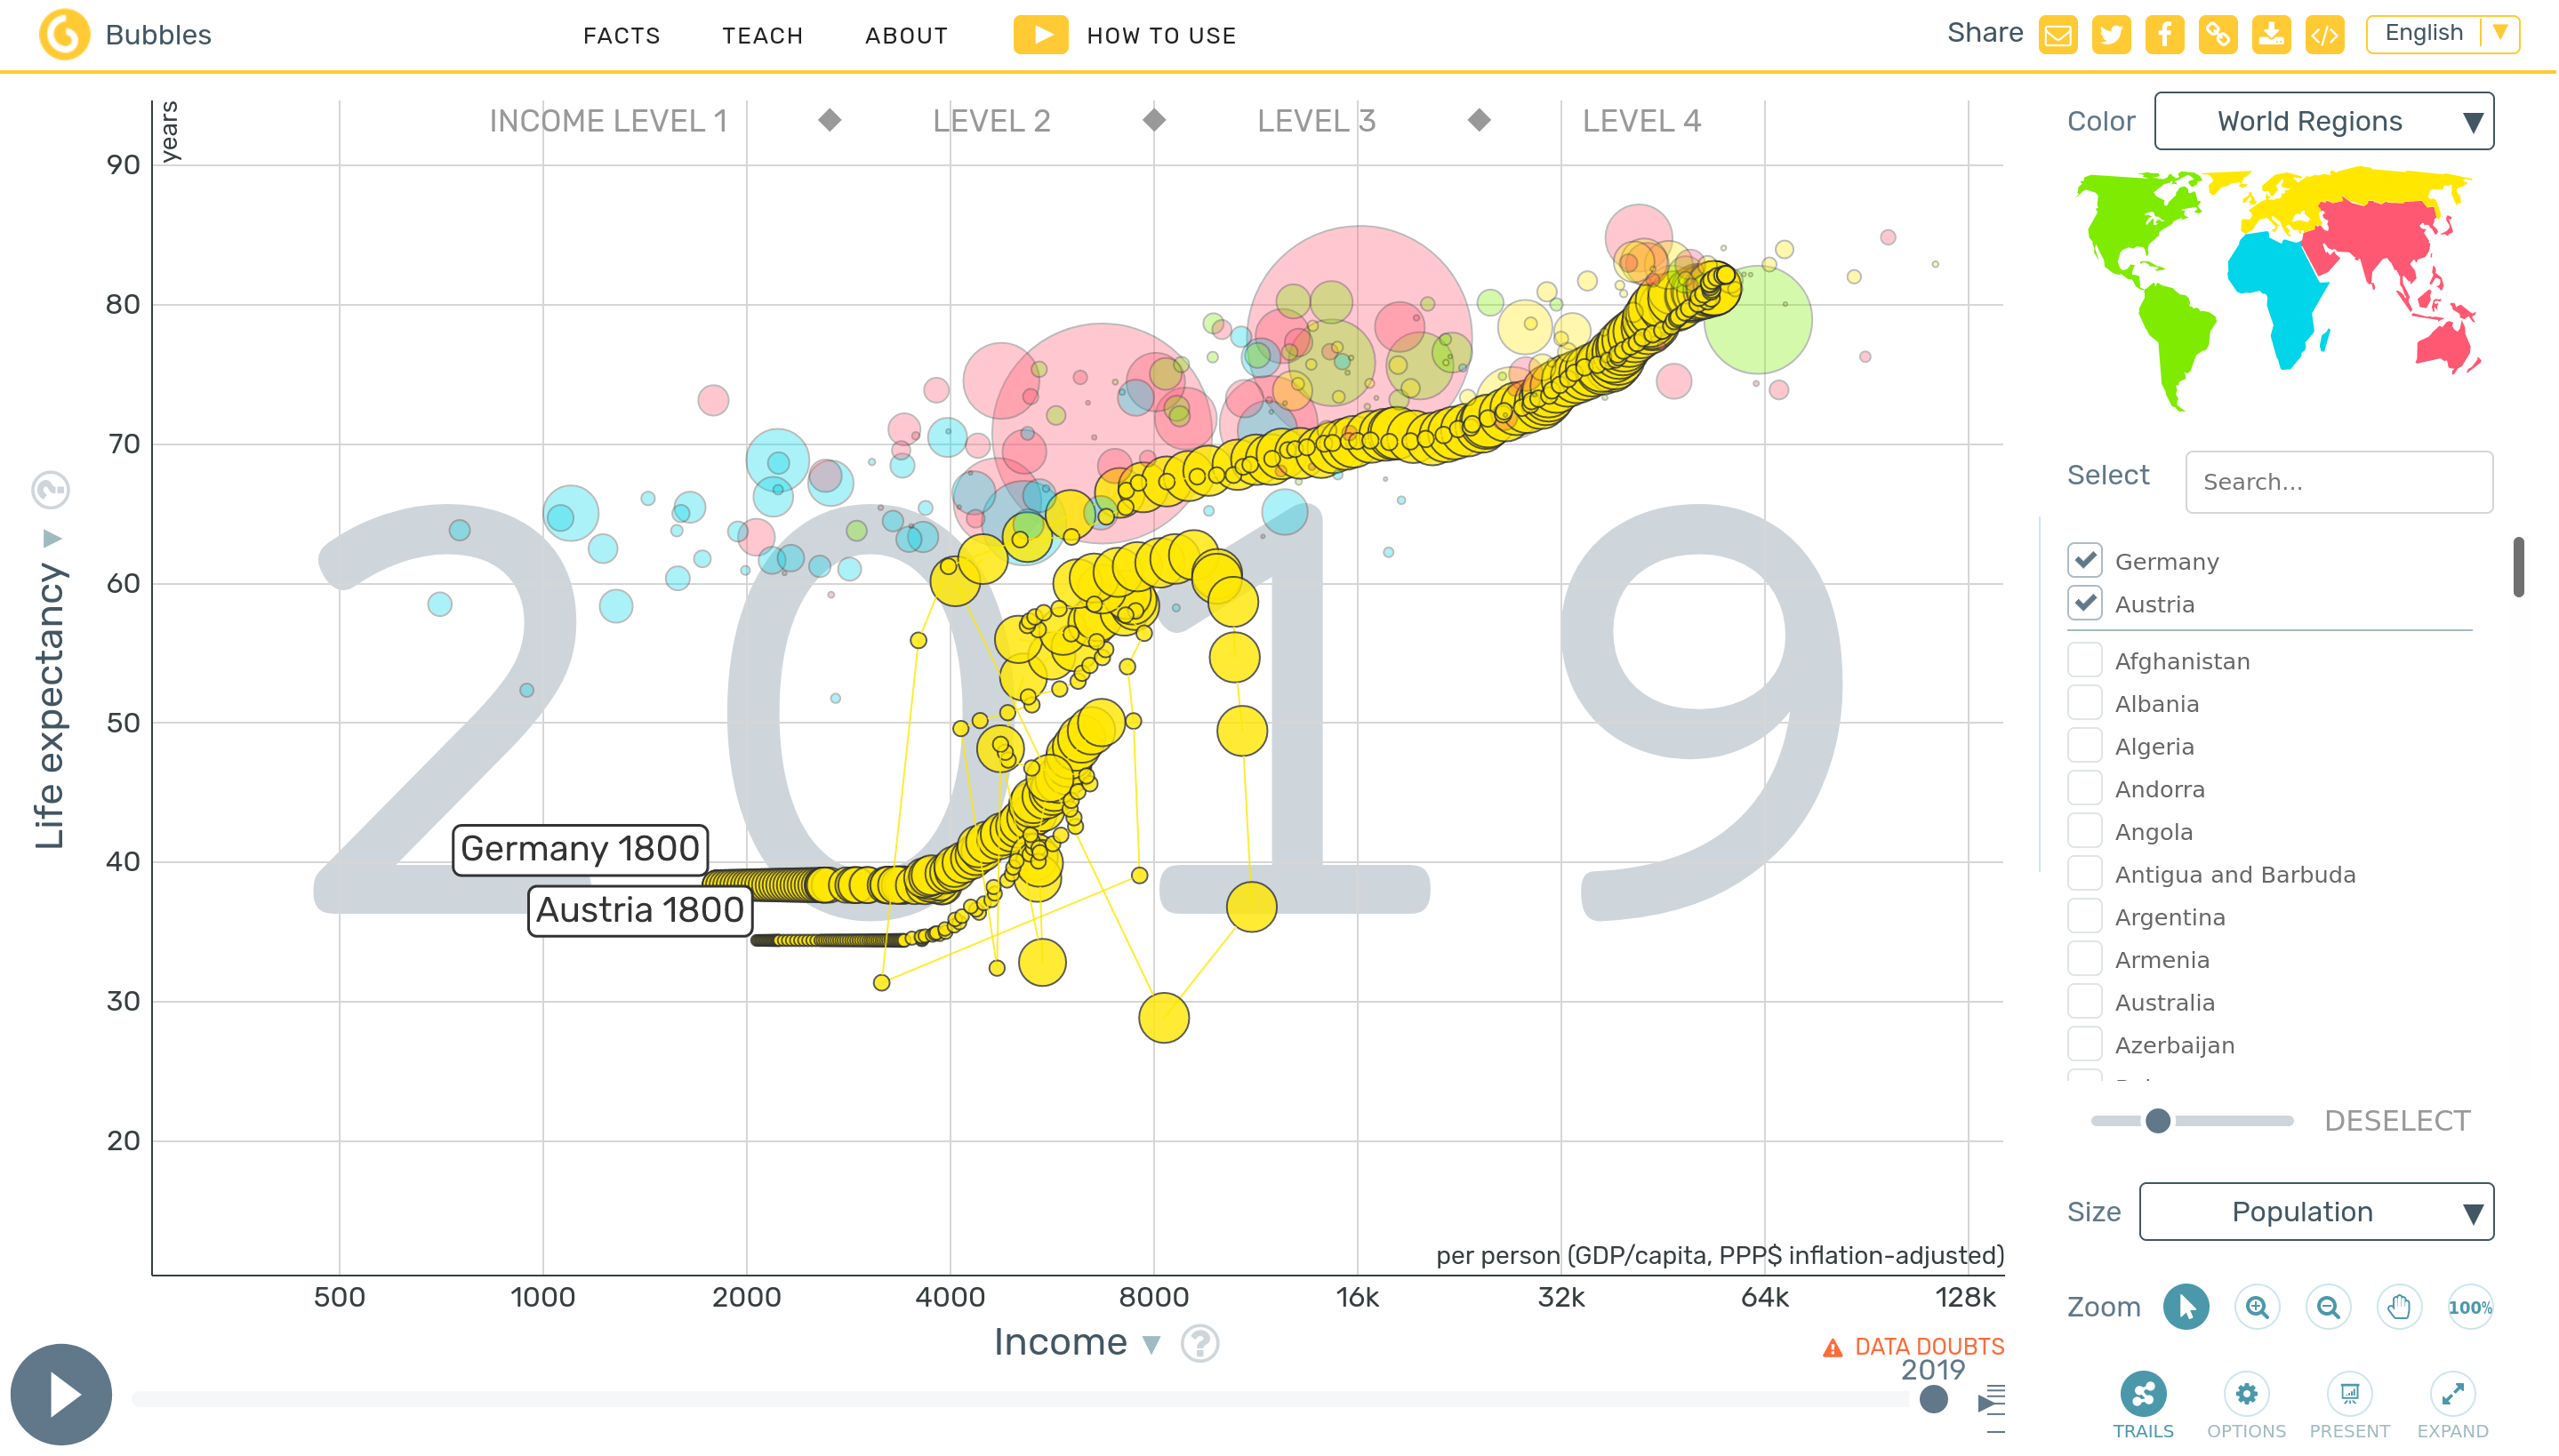 Bubbles
FACTS
TEACH
ABOUT
HOW TO USE
Share
English
years
INCOME LEVEL 1
LEVEL 2
LEVEL 3
LEVEL 4
90
80
70
60
50
40
30
20
Life expectancy
?
2019
Germany 1800
Austria 1800
per person (GDP/capita, PPP$ inflation-adjusted)
500
1000
2000
4000
8000
16k
32k
64k
128k
Income
?
DATA DOUBTS
2019
Color
World Regions
Select
Search...
Germany
Austria
Afghanistan
Albania
Algeria
Andorra
Angola
Antigua and Barbuda
Argentina
Armenia
Australia
Azerbaijan
DESELECT
Size
Population
Zoom
100%
TRAILS
OPTIONS
PRESENT
EXPAND